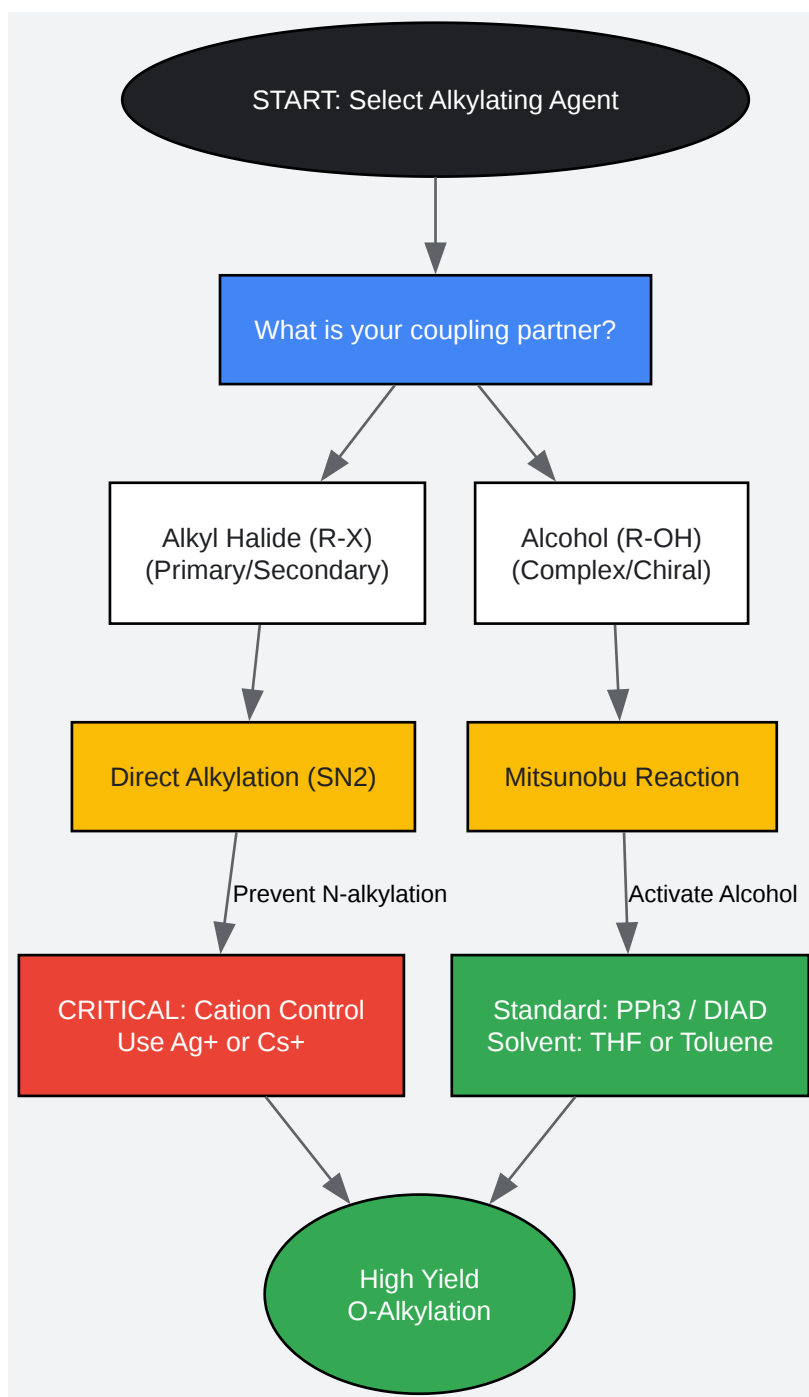 START: Select Alkylating Agent
What is your coupling partner?
Alkyl Halide (R-X)
(Primary/Secondary)
Alcohol (R-OH)
(Complex/Chiral)
Direct Alkylation (SN2)
Mitsunobu Reaction
Prevent N-alkylation
Activate Alcohol
CRITICAL: Cation Control
Use Ag+ or Cs+
Standard: PPh3 / DIAD
Solvent: THF or Toluene
High Yield
O-Alkylation